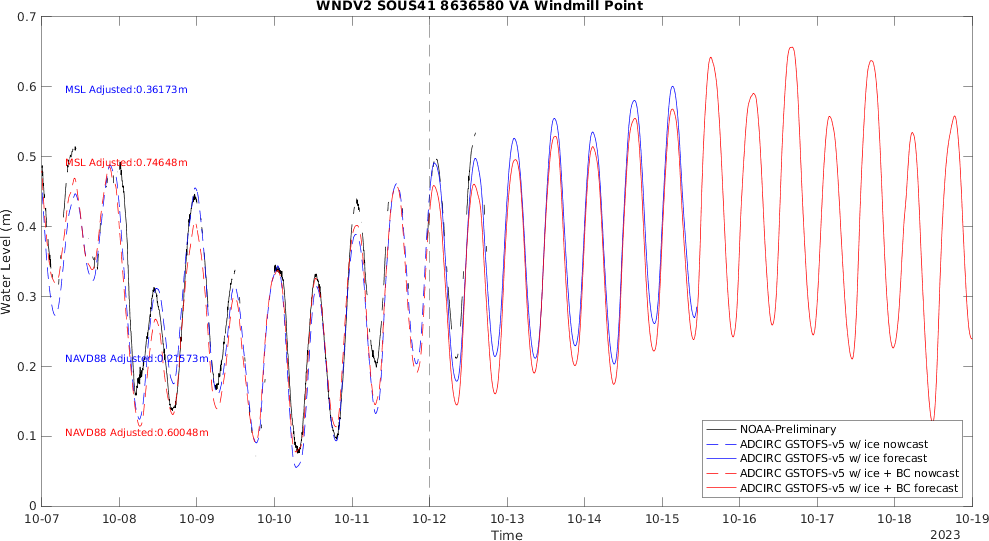 WNDV2 SOUS41 8636580 VA Windmill Point
0.7
0.6
0.5
0.4
0.3
0.2
0.1
0
Water Level (m)
MSL Adjusted:0.36173m
MSL Adjusted:0.74648m
NAVD88 Adjusted:0.21573m
NAVD88 Adjusted:0.60048m
NOAA-Preliminary
ADCIRC GSTOFS-v5 w/ ice nowcast
ADCIRC GSTOFS-v5 w/ ice forecast
ADCIRC GSTOFS-v5 w/ ice + BC nowcast
ADCIRC GSTOFS-v5 w/ ice + BC forecast
10-07 10-08 10-09 10-10 10-11 10-12 10-13 10-14 10-15 10-16 10-17 10-18 10-19
Time
2023